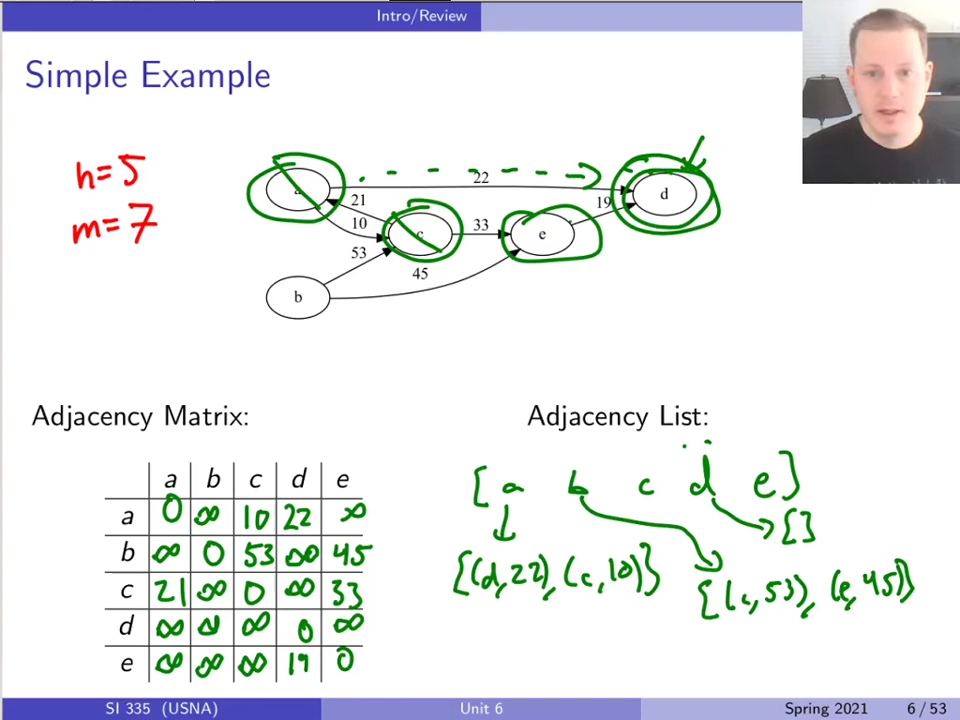 Intro/Review
Simple Example
n=5
m=7
a
22
d
21
10
c
33
e
19
53
45
b
Adjacency Matrix:
Adjacency List:
a b c d e
a 0 ∞ 10 22 ∞
b ∞ 0 53 ∞ 45
c 21 ∞ 0 ∞ 33
d ∞ ∞ ∞ 0 ∞
e ∞ ∞ ∞ 19 0
[a b c d e]
[]
[(d,22),(c,10)]
[(c,53),(e,45)]
SI 335 (USNA)
Unit 6
Spring 2021
6 / 53